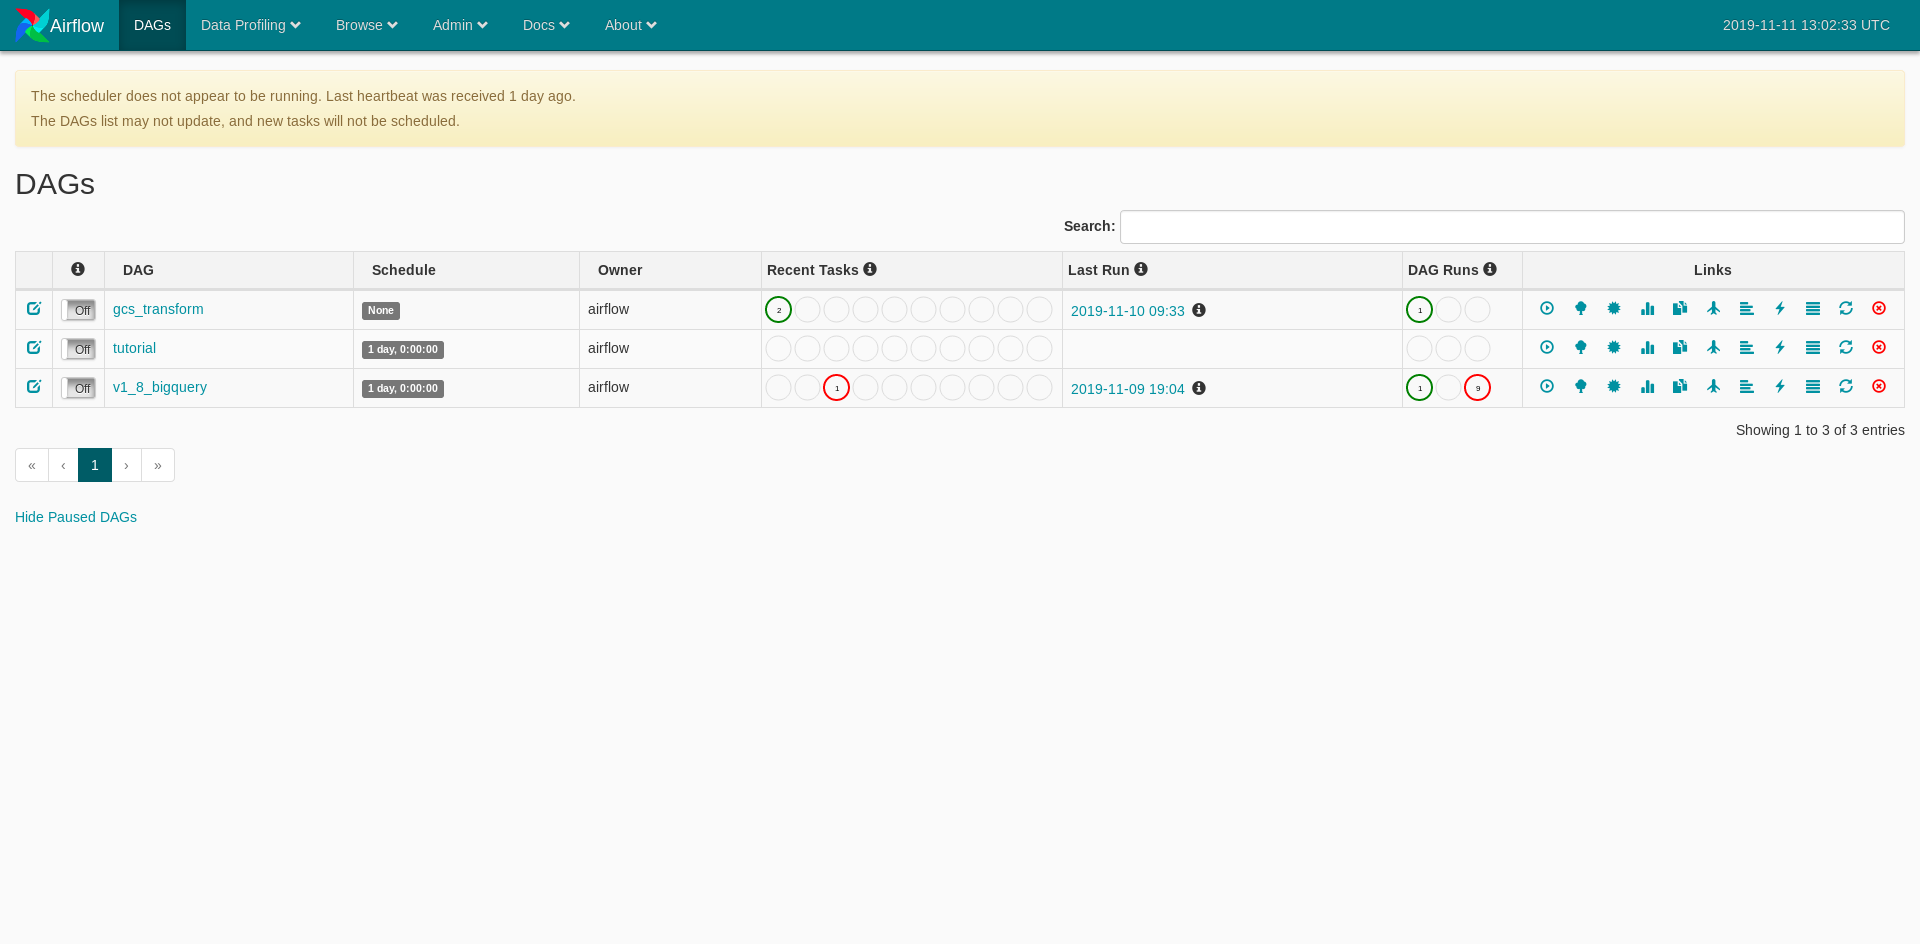 Airflow DAGs Data Profiling Browse Admin Docs About 2019-11-11 13:02:33 UTC
The scheduler does not appear to be running. Last heartbeat was received 1 day ago.
The DAGs list may not update, and new tasks will not be scheduled.
DAGs
Search:
DAG Schedule Owner Recent Tasks Last Run DAG Runs Links
Off gcs_transform None airflow 2 2019-11-10 09:33 1
Off tutorial 1 day, 0:00:00 airflow
Off v1_8_bigquery 1 day, 0:00:00 airflow 1 2019-11-09 19:04 1 9
Showing 1 to 3 of 3 entries
« ‹ 1 › »
Hide Paused DAGs